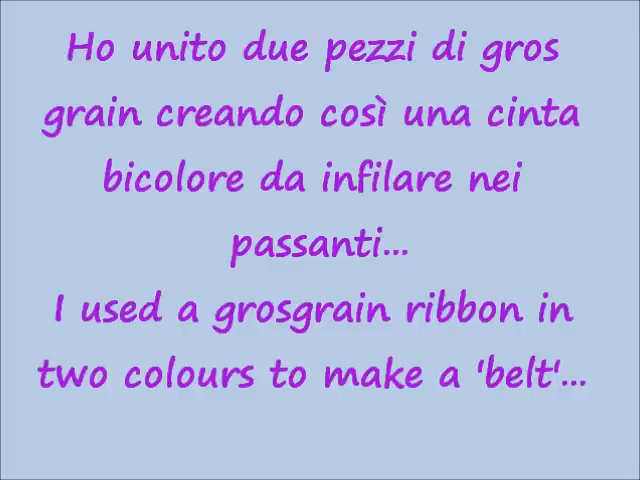 Ho unito due pezzi di gros
grain creando così una cinta
bicolore da infilare nei
passanti...
I used a grosgrain ribbon in
two colours to make a 'belt'...